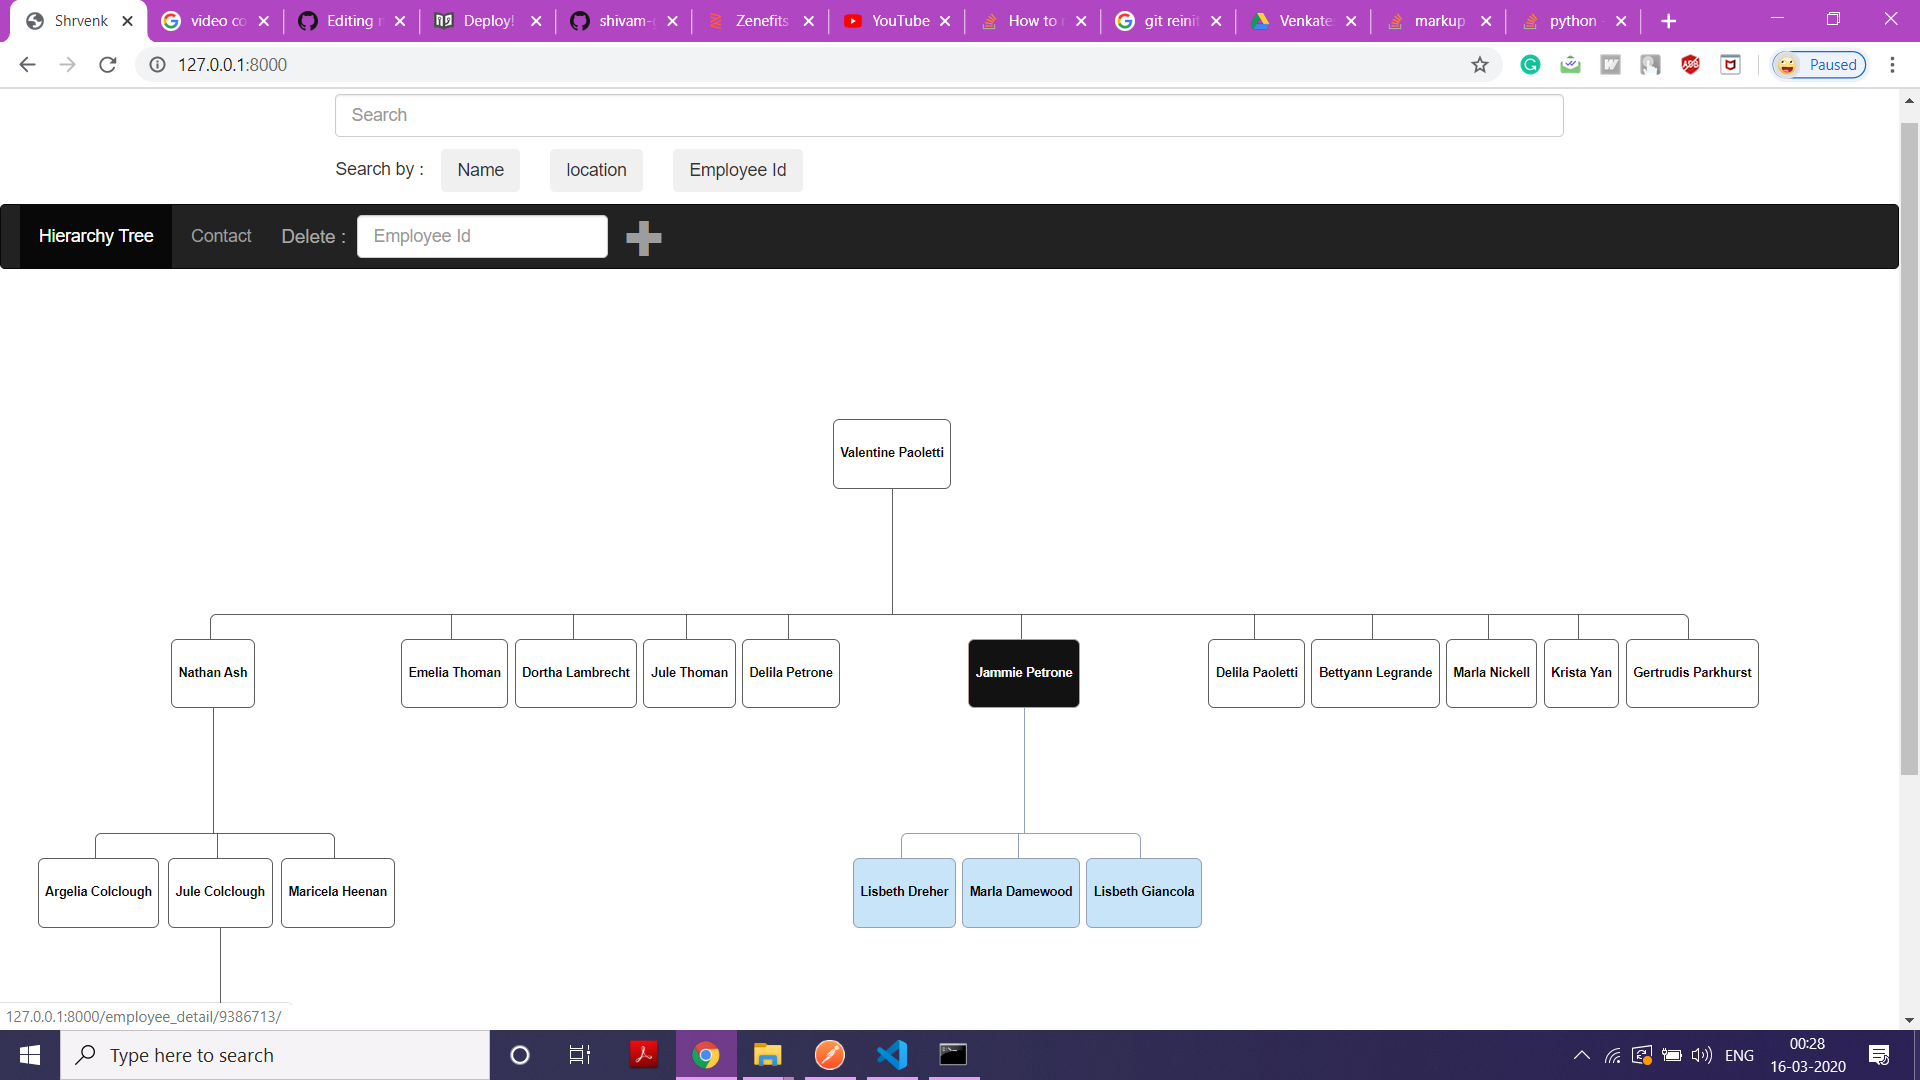 Shrvenk
video co
Editing r
Deploy!
shivam-
Zenefits
YouTube
How to
git reini
Venkate
markup
python
127.0.0.1:8000
Paused
Search
Search by :
Name
location
Employee Id
Hierarchy Tree
Contact
Delete :
Employee Id
Valentine Paoletti
Nathan Ash
Emelia Thoman
Dortha Lambrecht
Jule Thoman
Delila Petrone
Jammie Petrone
Delila Paoletti
Bettyann Legrande
Marla Nickell
Krista Yan
Gertrudis Parkhurst
Argelia Colclough
Jule Colclough
Maricela Heenan
Lisbeth Dreher
Marla Damewood
Lisbeth Giancola
127.0.0.1:8000/employee_detail/9386713/
Type here to search
ENG
00:28
16-03-2020